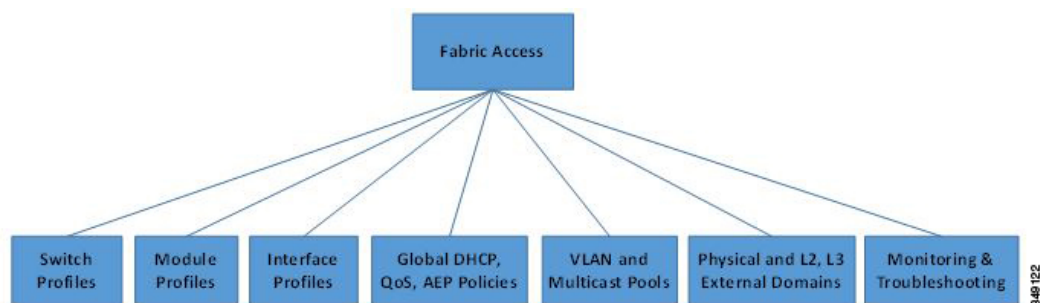 Fabric Access
Switch
Profiles
Module
Profiles
Interface
Profiles
Global DHCP,
QoS, AEP Policies
VLAN and
Multicast Pools
Physical and L2, L3
External Domains
Monitoring &
Troubleshooting
349122